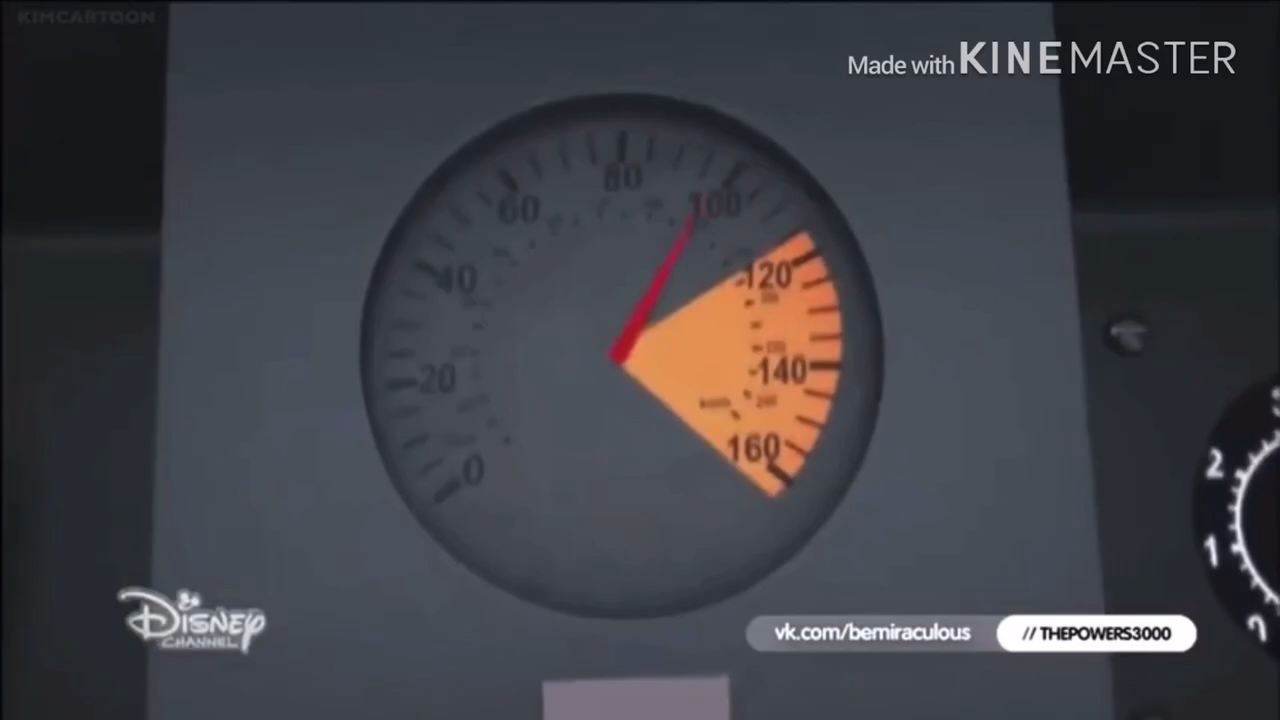 KIMCARTOON
Made with KINEMASTER
80
60
100
40
120
20
140
160
0
2
1
DISNEY
CHANNEL
vk.com/bemiraculous
// THEPOWERS3000